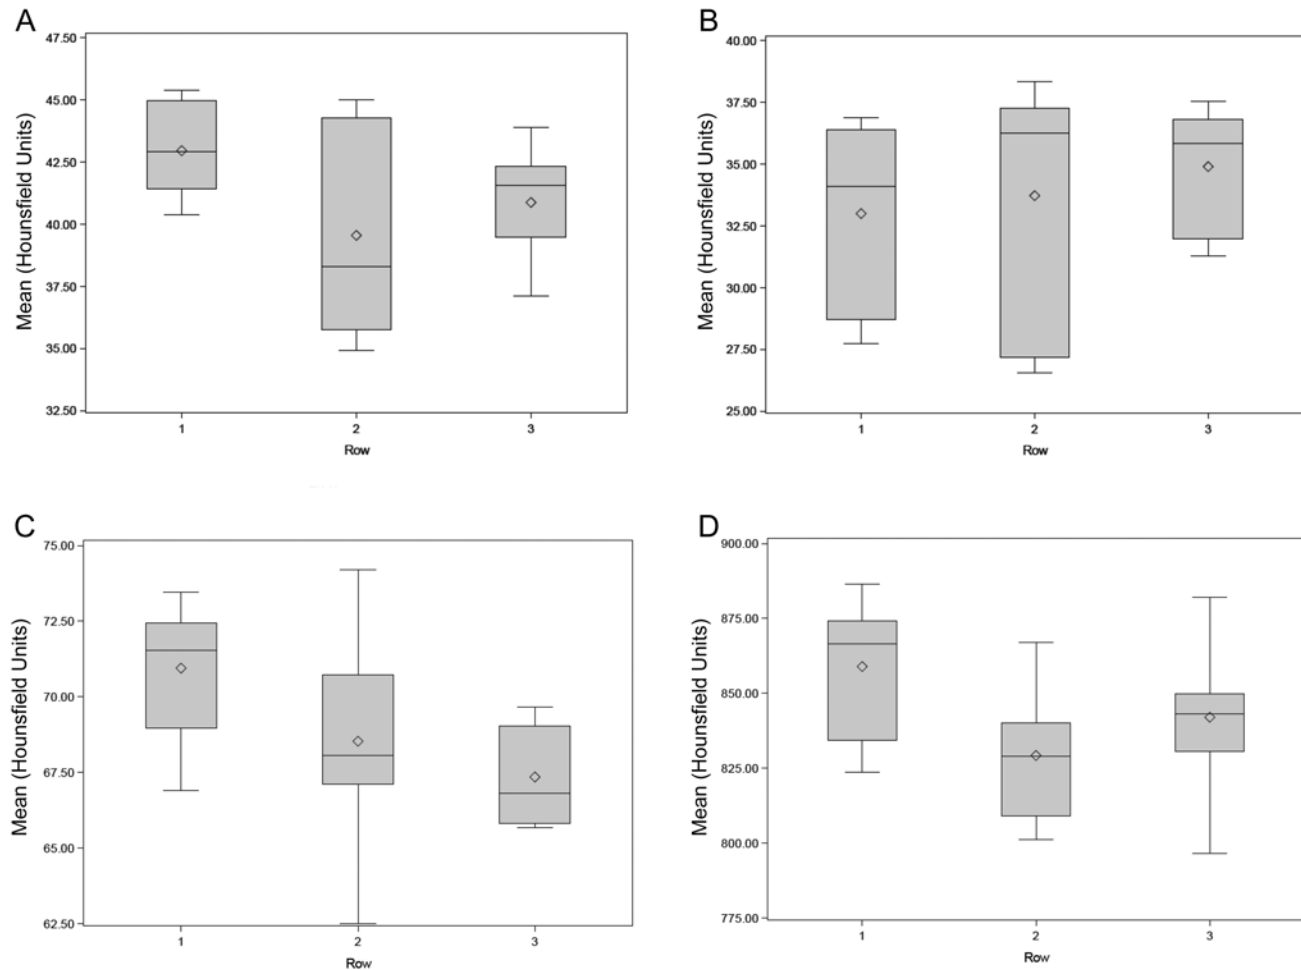 A
Mean (Hounsfield Units)
47.50
45.00
42.50
40.00
37.50
35.00
32.50
1 2 3
Row
B
Mean (Hounsfield Units)
40.00
37.50
35.00
32.50
30.00
27.50
25.00
1 2 3
Row
C
Mean (Hounsfield Units)
75.00
72.50
70.00
67.50
65.00
62.50
1 2 3
Row
D
Mean (Hounsfield Units)
900.00
875.00
850.00
825.00
800.00
775.00
1 2 3
Row